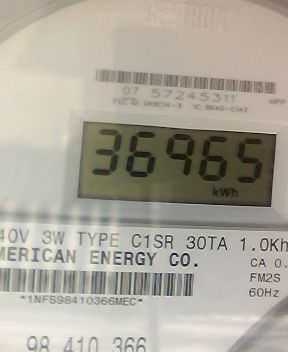 CENTRON®
07 57245311
36965
kWh
40V 3W TYPE C1SR 30TA 1.0Kh
MERICAN ENERGY CO.
CA 0.
FM2S
60Hz
*1NFS98410366MEC*
98 410 366